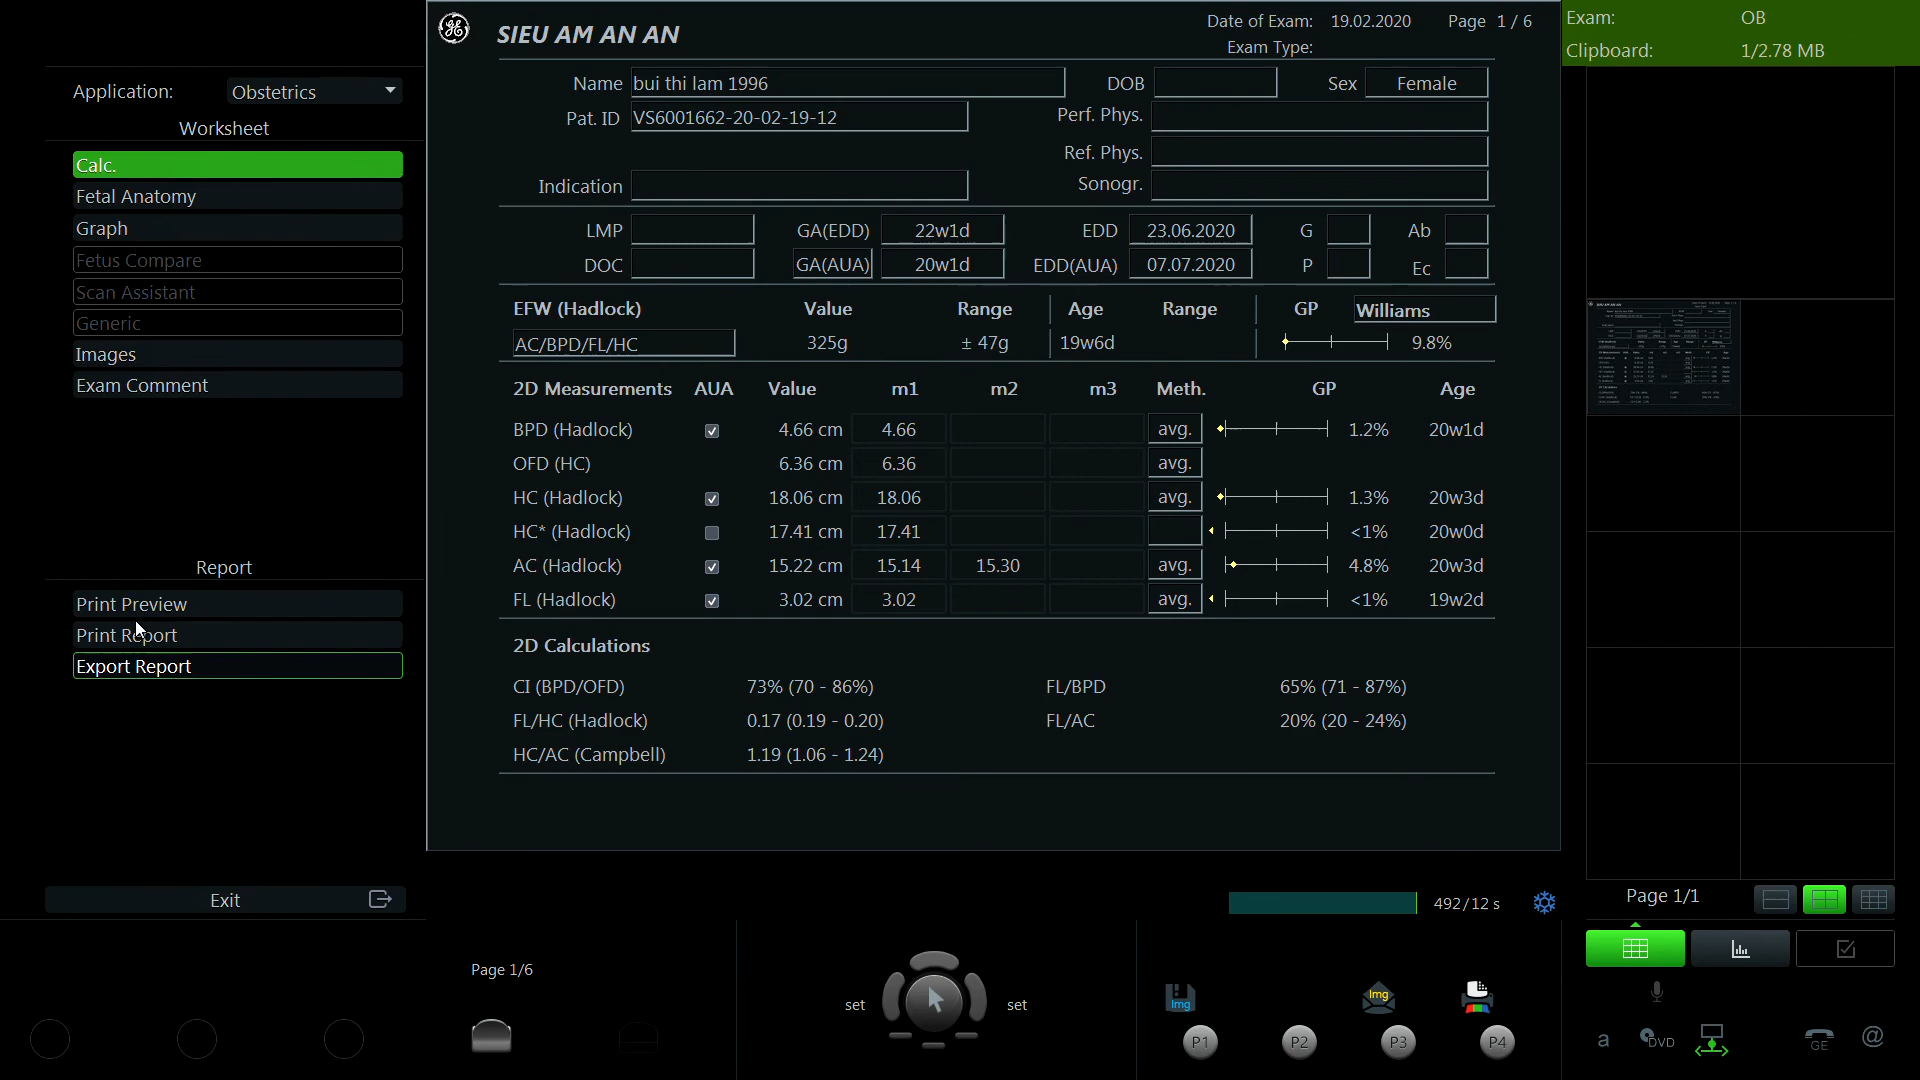 SIEU AM AN AN
Date of Exam: 19.02.2020 Page 1 / 6
Exam Type:
Exam: OB
Clipboard: 1/2.78 MB
Application: Obstetrics
Worksheet
Calc.
Fetal Anatomy
Graph
Fetus Compare
Scan Assistant
Generic
Images
Exam Comment
Report
Print Preview
Print Report
Export Report
Exit
Name bui thi lam 1996 DOB Sex Female
Pat. ID VS6001662-20-02-19-12 Perf. Phys.
Ref. Phys.
Indication Sonogr.
LMP GA(EDD) 22w1d EDD 23.06.2020 G Ab
DOC GA(AUA) 20w1d EDD(AUA) 07.07.2020 P Ec
EFW (Hadlock) Value Range Age Range GP Williams
AC/BPD/FL/HC 325g ± 47g 19w6d 9.8%
2D Measurements AUA Value m1 m2 m3 Meth. GP Age
BPD (Hadlock) 4.66 cm 4.66 avg. 1.2% 20w1d
OFD (HC) 6.36 cm 6.36 avg.
HC (Hadlock) 18.06 cm 18.06 avg. 1.3% 20w3d
HC* (Hadlock) 17.41 cm 17.41 <1% 20w0d
AC (Hadlock) 15.22 cm 15.14 15.30 avg. 4.8% 20w3d
FL (Hadlock) 3.02 cm 3.02 avg. <1% 19w2d
2D Calculations
CI (BPD/OFD) 73% (70 - 86%) FL/BPD 65% (71 - 87%)
FL/HC (Hadlock) 0.17 (0.19 - 0.20) FL/AC 20% (20 - 24%)
HC/AC (Campbell) 1.19 (1.06 - 1.24)
492/12 s
Page 1/1
Page 1/6
set set
Img Img
P1 P2 P3 P4
a DVD GE @